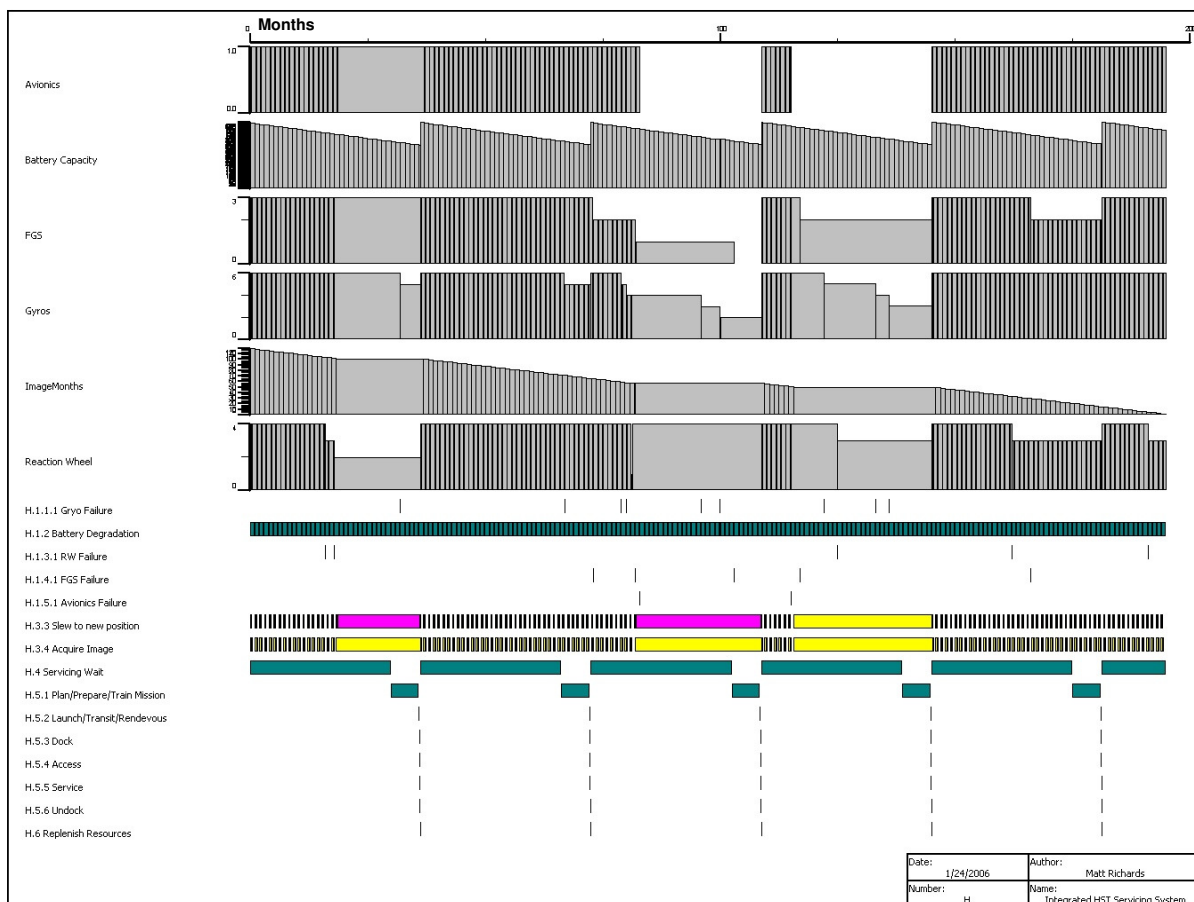 0 Months 100 200
1.0
Avionics
0.0
Battery Capacity
3
FGS
0
6
Gyros
0
ImageMonths
4
Reaction Wheel
0
H.1.1.1 Gryo Failure
H.1.2 Battery Degradation
H.1.3.1 RW Failure
H.1.4.1 FGS Failure
H.1.5.1 Avionics Failure
H.3.3 Slew to new position
H.3.4 Acquire Image
H.4 Servicing Wait
H.5.1 Plan/Prepare/Train Mission
H.5.2 Launch/Transit/Rendevous
H.5.3 Dock
H.5.4 Access
H.5.5 Service
H.5.6 Undock
H.6 Replenish Resources
Date: Author:
1/24/2006 Matt Richards
Number: Name:
H Integrated HST Servicing System